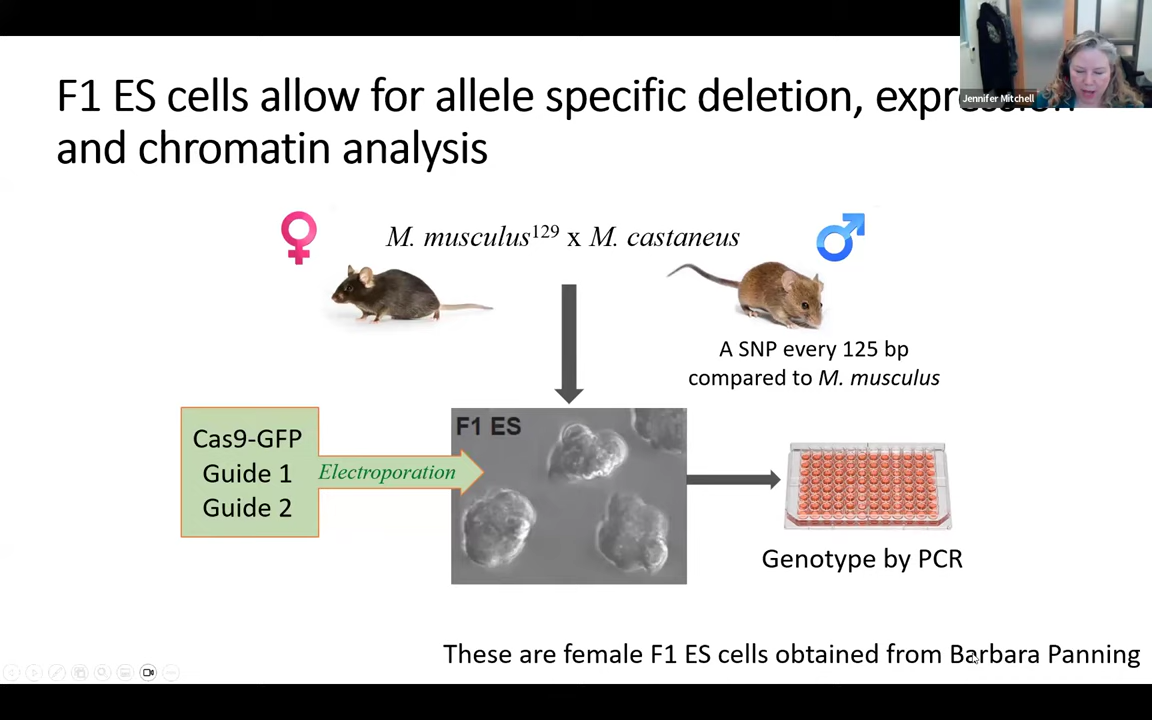 F1 ES cells allow for allele specific deletion, expression
and chromatin analysis
Jennifer Mitchell
M. musculus129 x M. castaneus
A SNP every 125 bp
compared to M. musculus
F1 ES
Cas9-GFP
Guide 1
Guide 2
Electroporation
Genotype by PCR
These are female F1 ES cells obtained from Barbara Panning